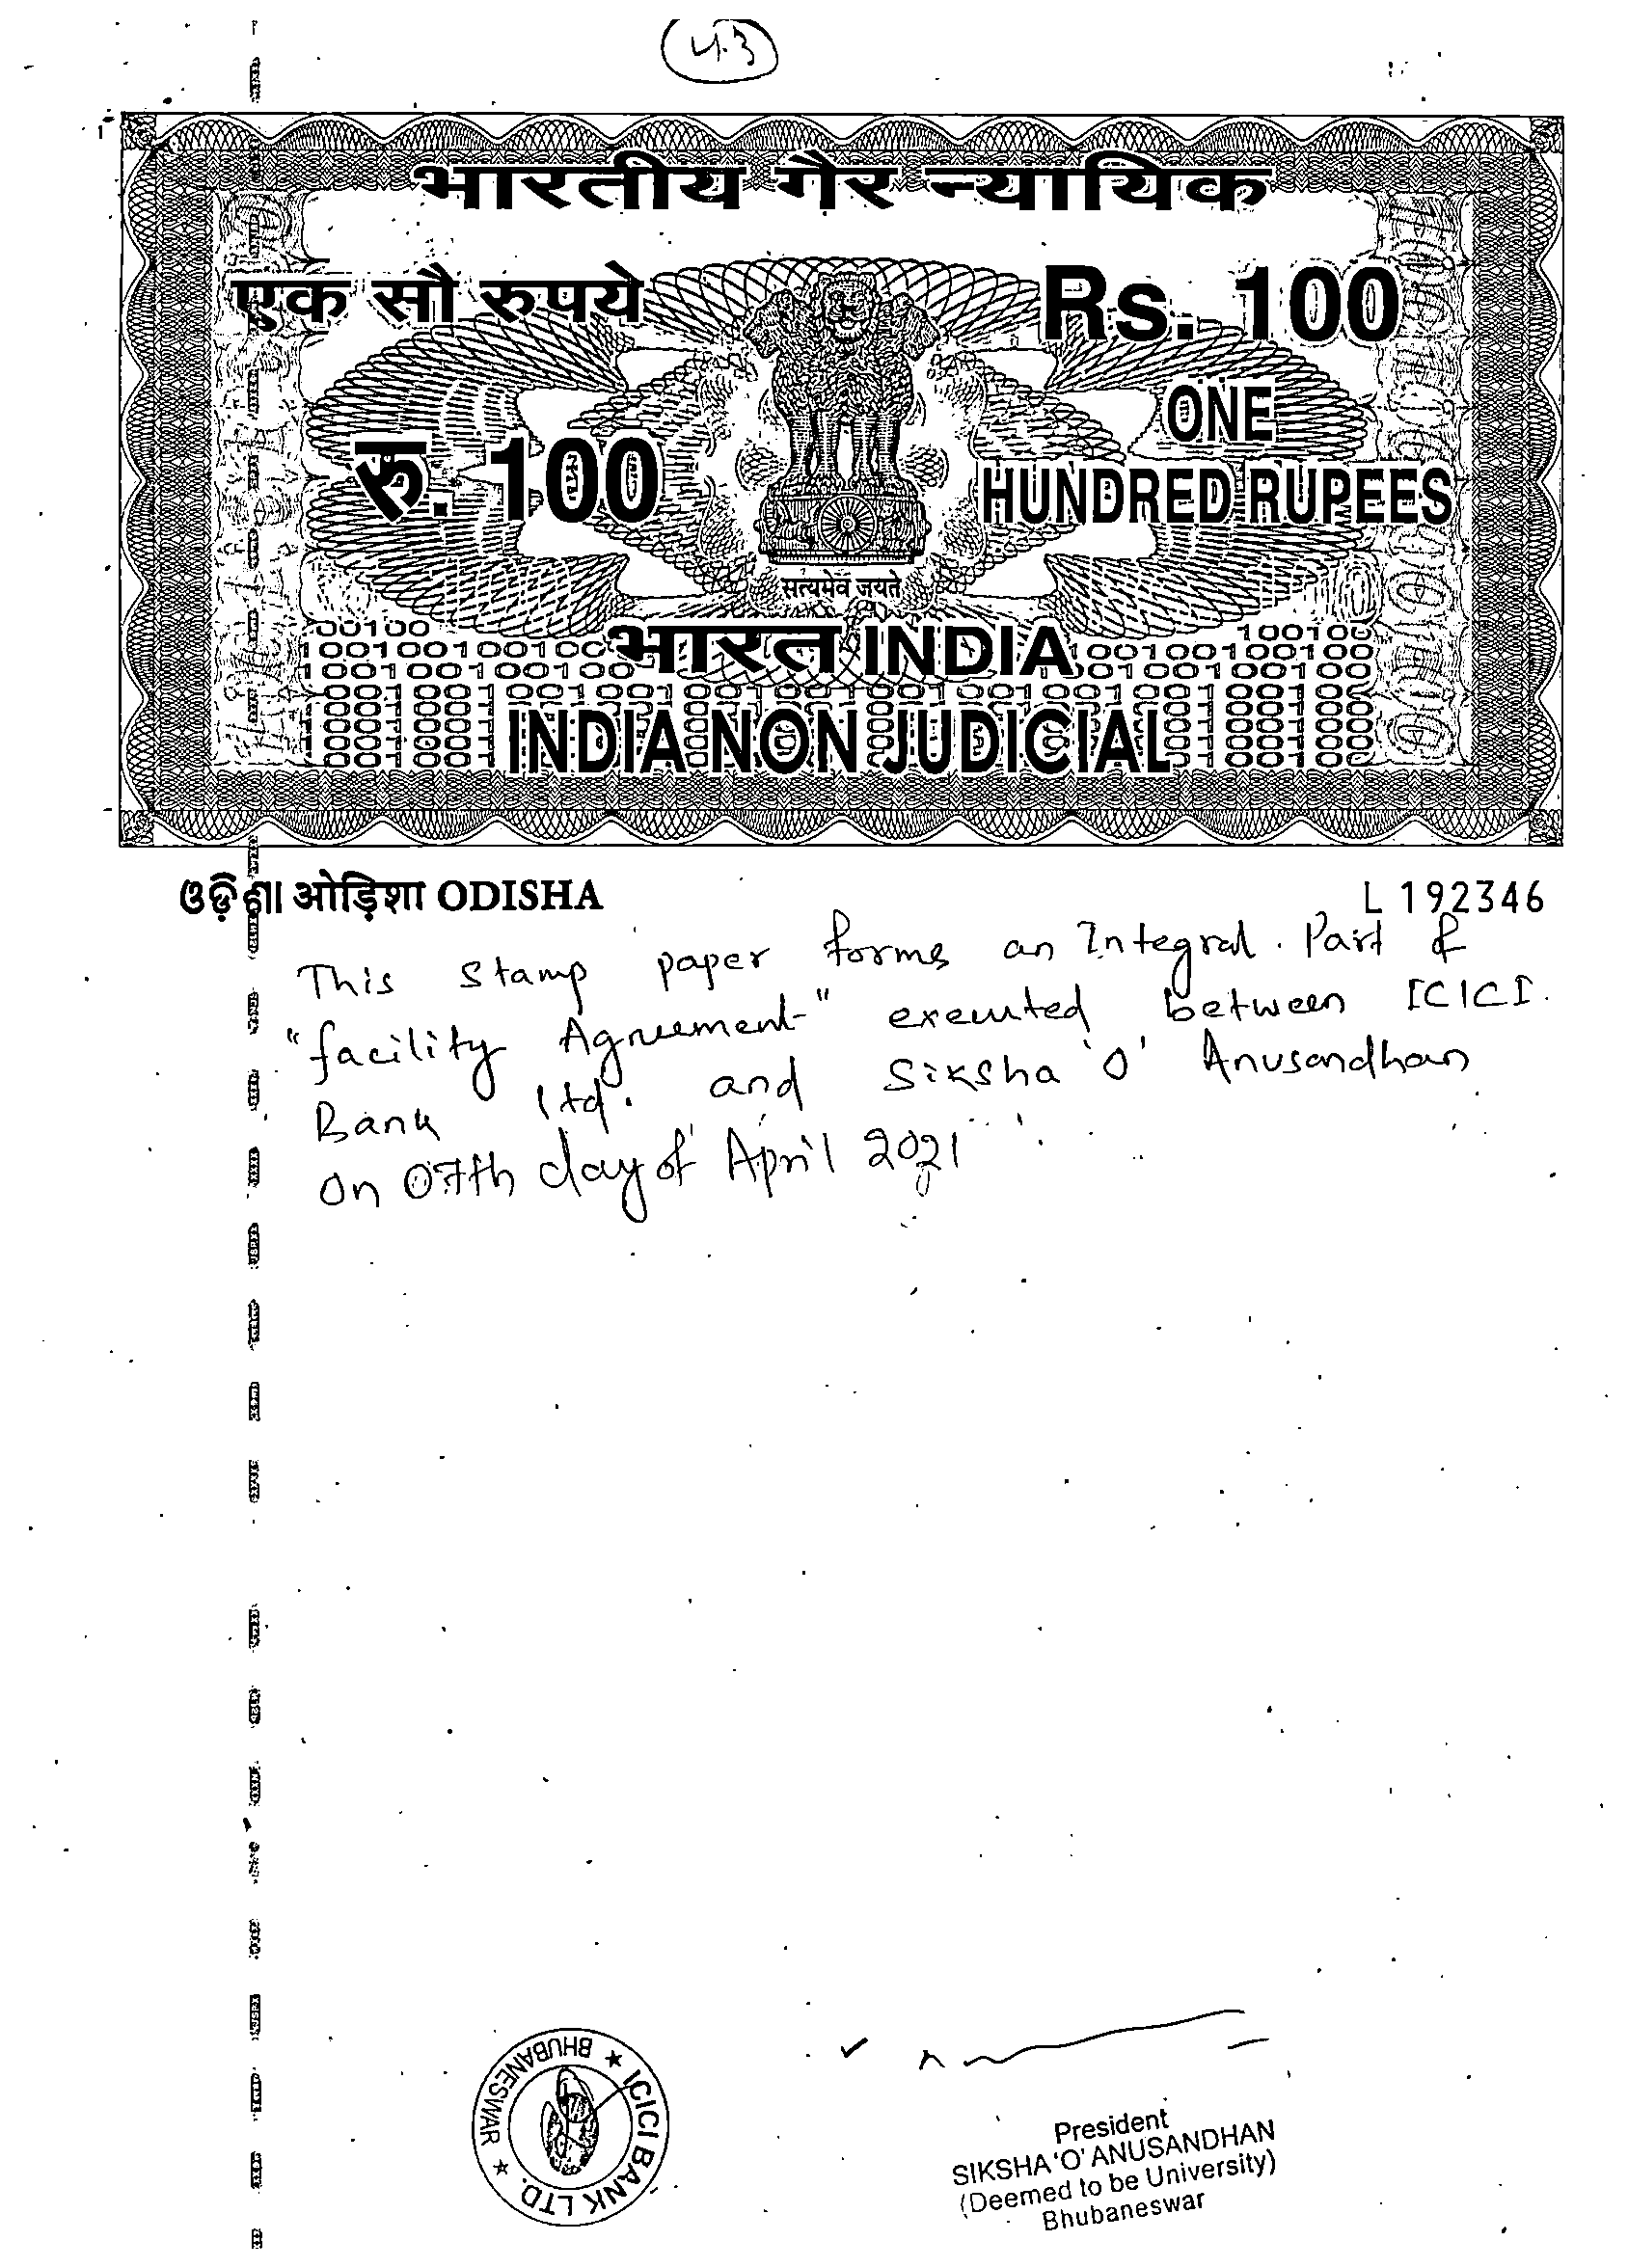 43
भारतीय गैर न्यायिक
एक सौ रुपये
Rs. 100
रु. 100
ONE
HUNDRED RUPEES
सत्यमेव जयते
भारत INDIA
INDIA NON JUDICIAL
ଓଡ଼ିଶା ओड़िशा ODISHA
L 192346
This stamp paper forms an Integral Part of
"facility Agreement" executed between ICICI
Bank Ltd. and Siksha 'O' Anusandhan
On 07th day of April 2021
ICICI BANK LTD. ★ BHUBANESWAR ★
President
SIKSHA 'O' ANUSANDHAN
(Deemed to be University)
Bhubaneswar